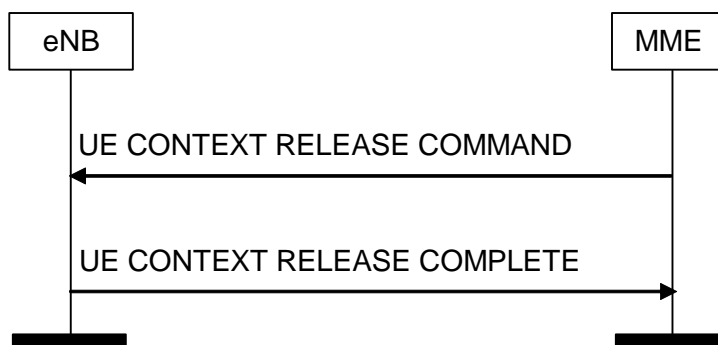 eNB
MME
UE CONTEXT RELEASE COMMAND
UE CONTEXT RELEASE COMPLETE